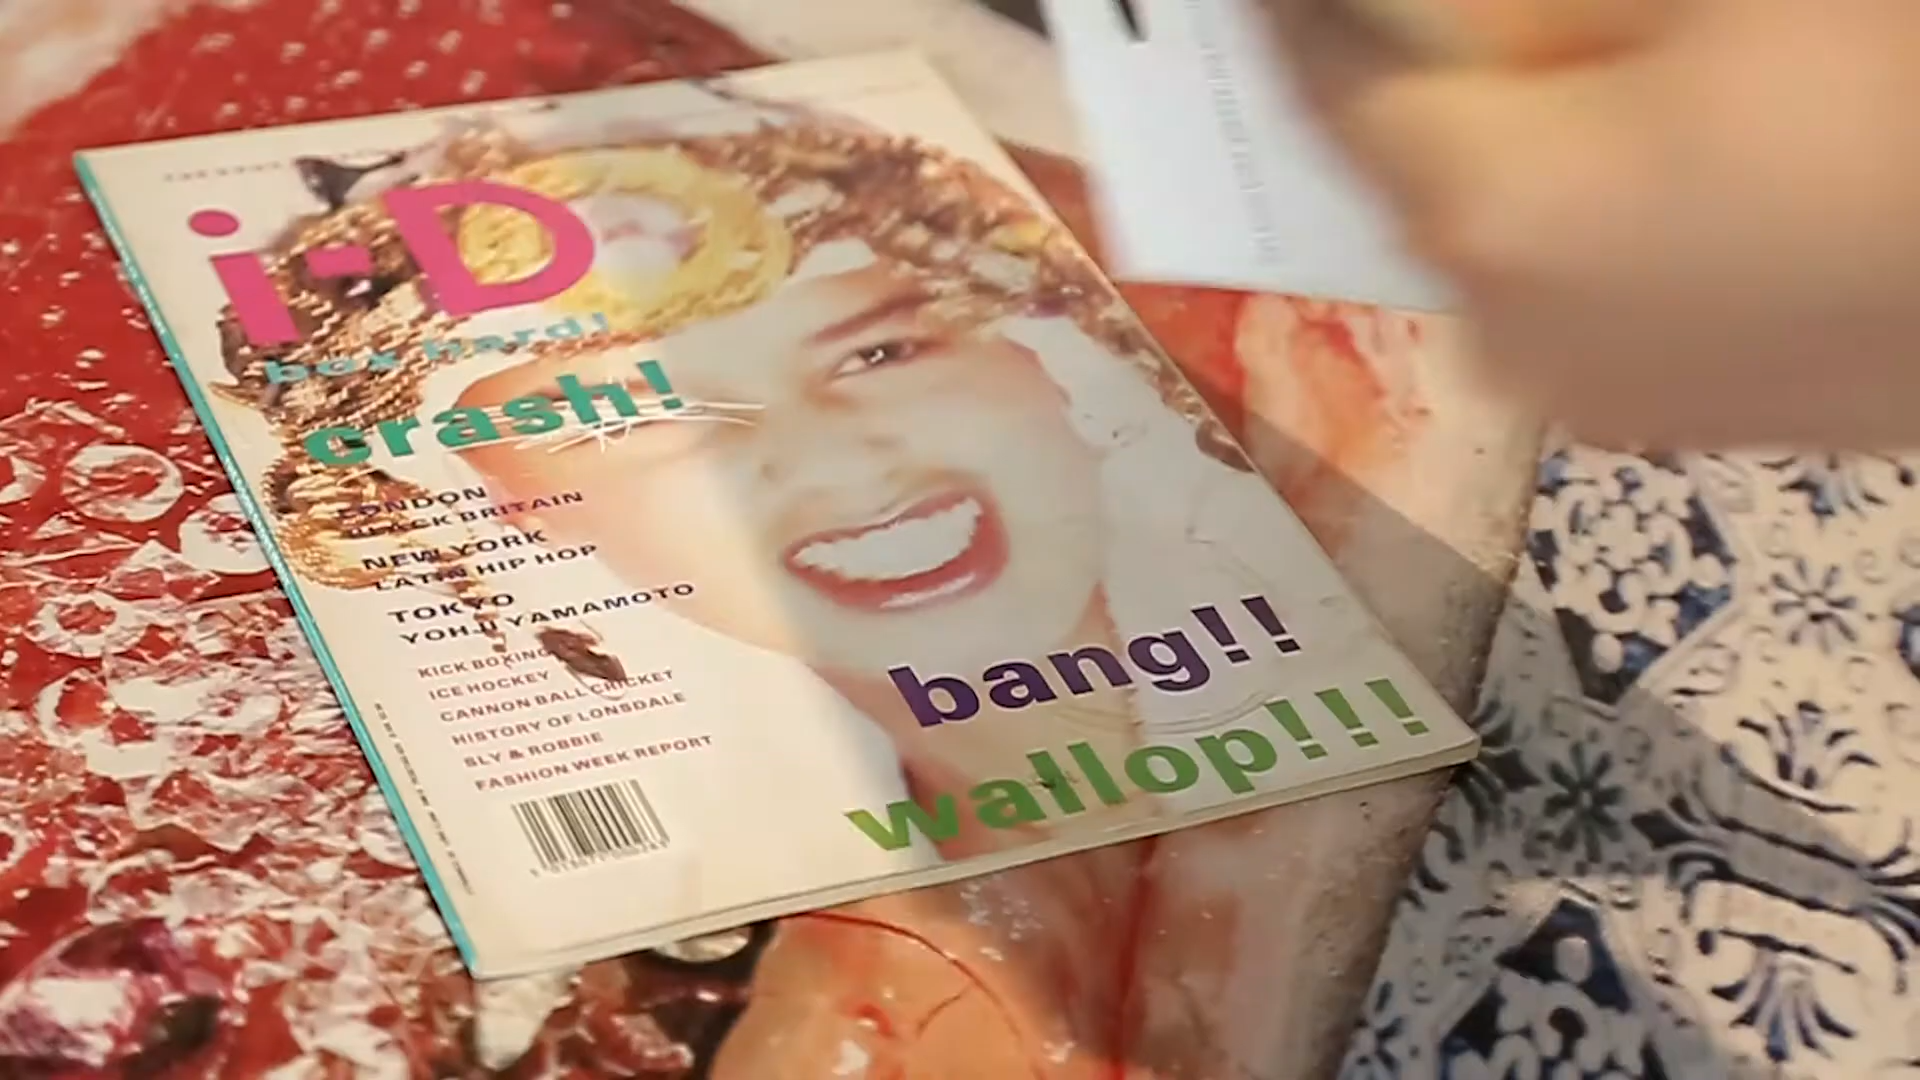 i-D
box hard!
crash!
LONDON
BLACK BRITAIN
NEW YORK
LATIN HIP HOP
TOKYO
YOHJI YAMAMOTO
KICK BOXING
ICE HOCKEY
CANNON BALL CRICKET
HISTORY OF LONSDALE
SLY & ROBBIE
FASHION WEEK REPORT
bang!!
wallop!!!